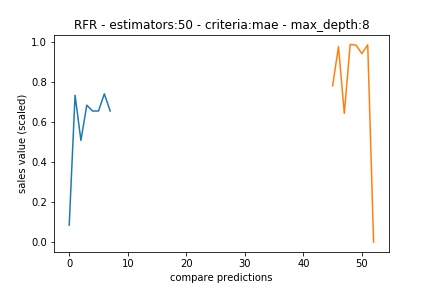 RFR - estimators:50 - criteria:mae - max_depth:8
1.0
0.8
0.6
0.4
0.2
0.0
sales value (scaled)
0 10 20 30 40 50
compare predictions